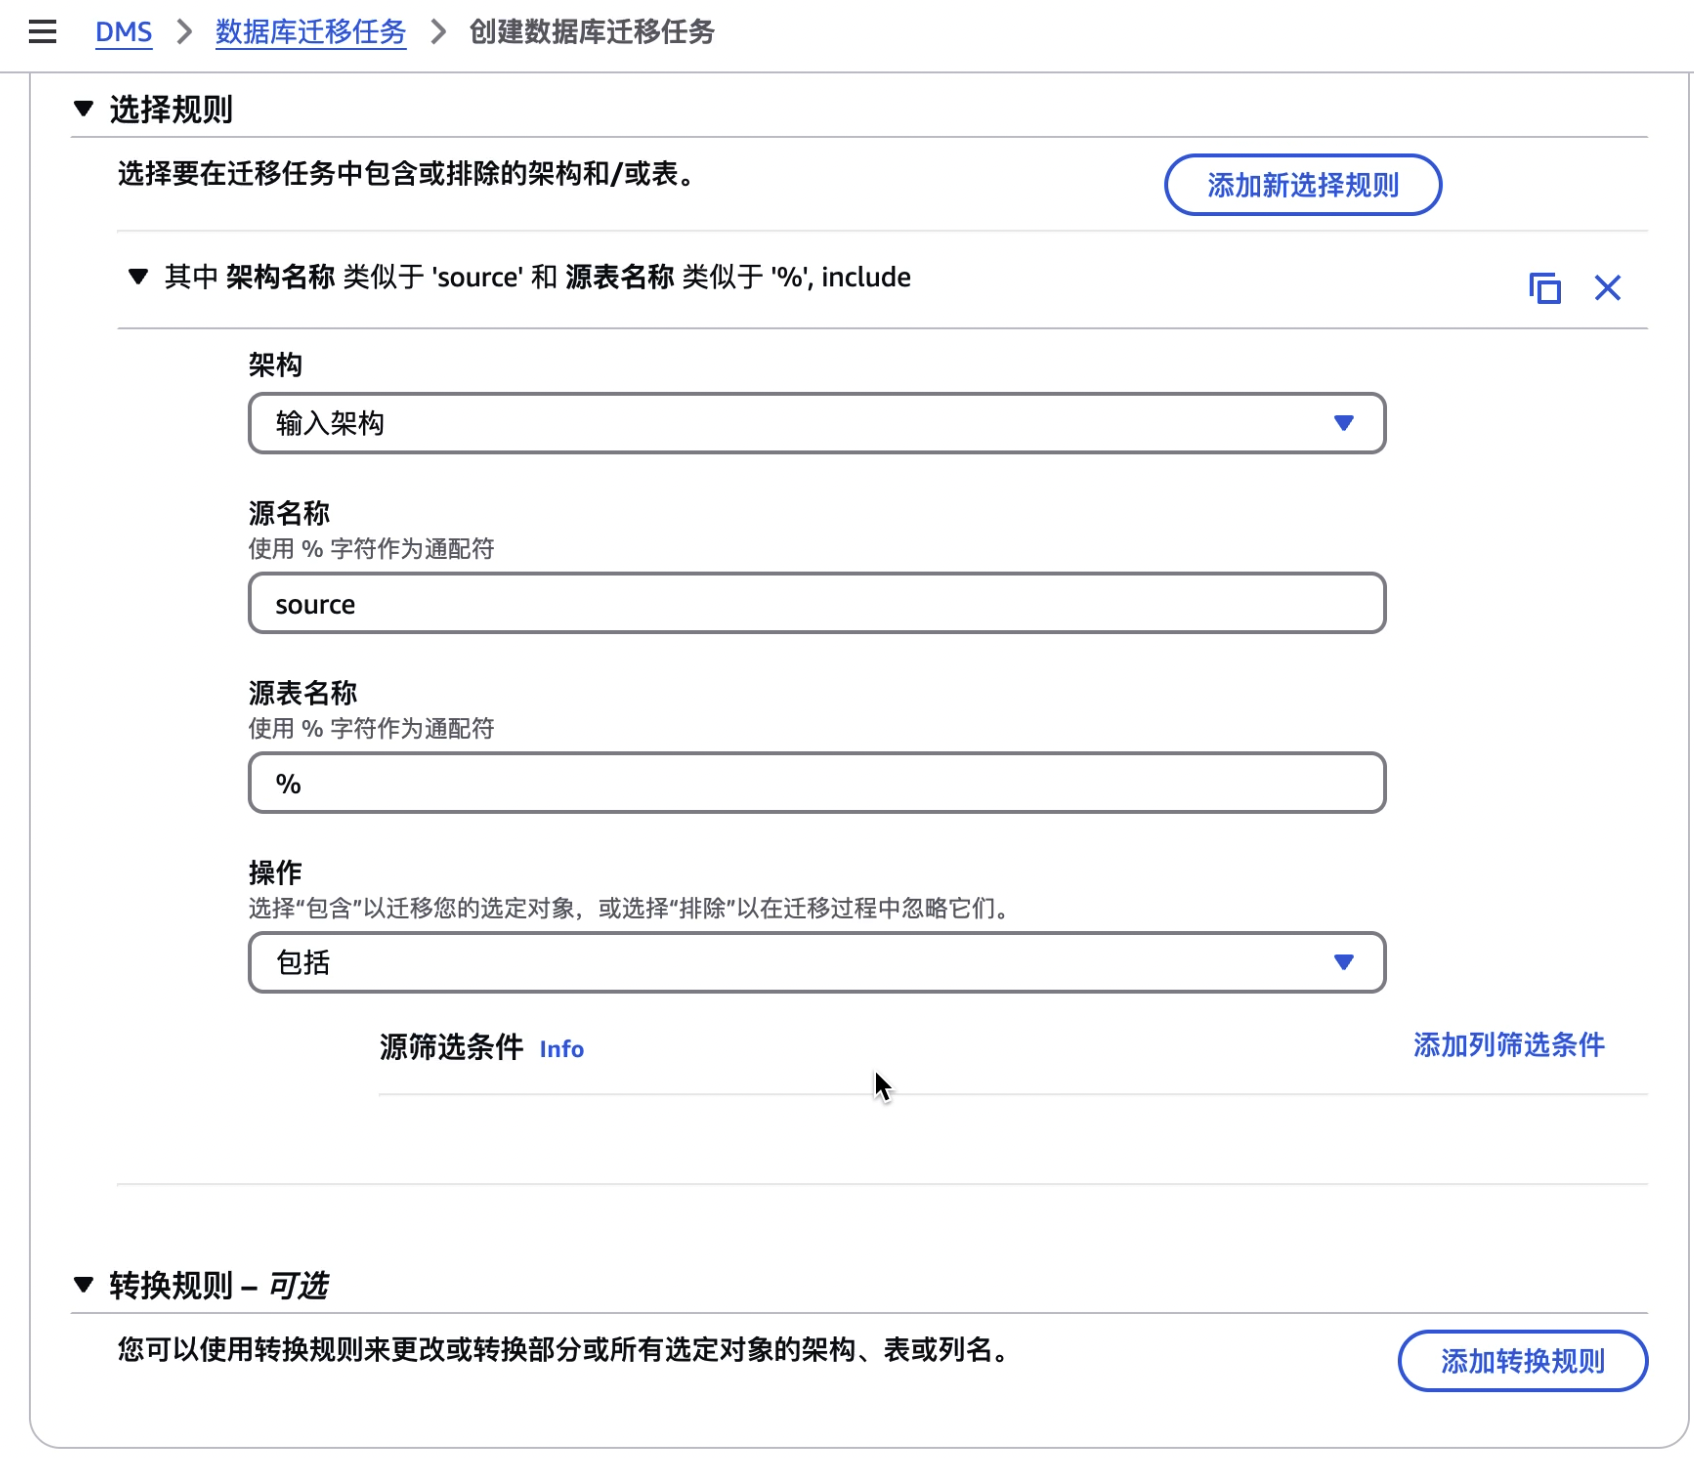 DMS > 数据库迁移任务 > 创建数据库迁移任务
选择规则
选择要在迁移任务中包含或排除的架构和/或表。
添加新选择规则
其中 架构名称 类似于 'source' 和 源表名称 类似于 '%', include
架构
输入架构
源名称
使用 % 字符作为通配符
source
源表名称
使用 % 字符作为通配符
%
操作
选择“包含”以迁移您的选定对象，或选择“排除”以在迁移过程中忽略它们。
包括
源筛选条件 Info
添加列筛选条件
转换规则 – 可选
您可以使用转换规则来更改或转换部分或所有选定对象的架构、表或列名。
添加转换规则